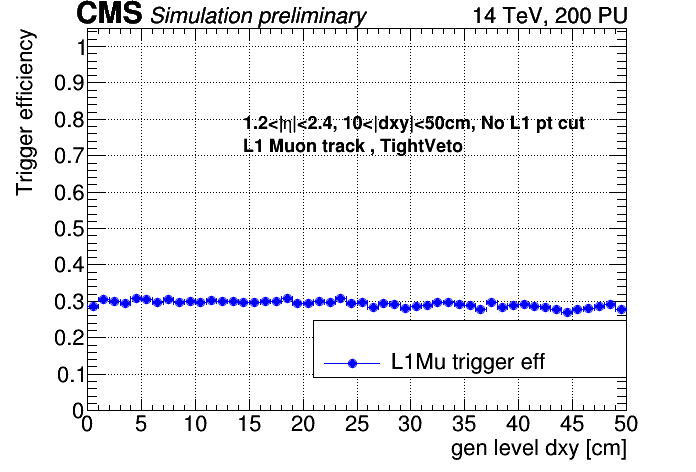 CMS Simulation preliminary 14 TeV, 200 PU
Trigger efficiency
1
0.9
0.8
0.7
0.6
0.5
0.4
0.3
0.2
0.1
0
1.2<|η|<2.4, 10<|dxy|<50cm, No L1 pt cut
L1 Muon track , TightVeto
L1Mu trigger eff
0 5 10 15 20 25 30 35 40 45 50
gen level dxy [cm]